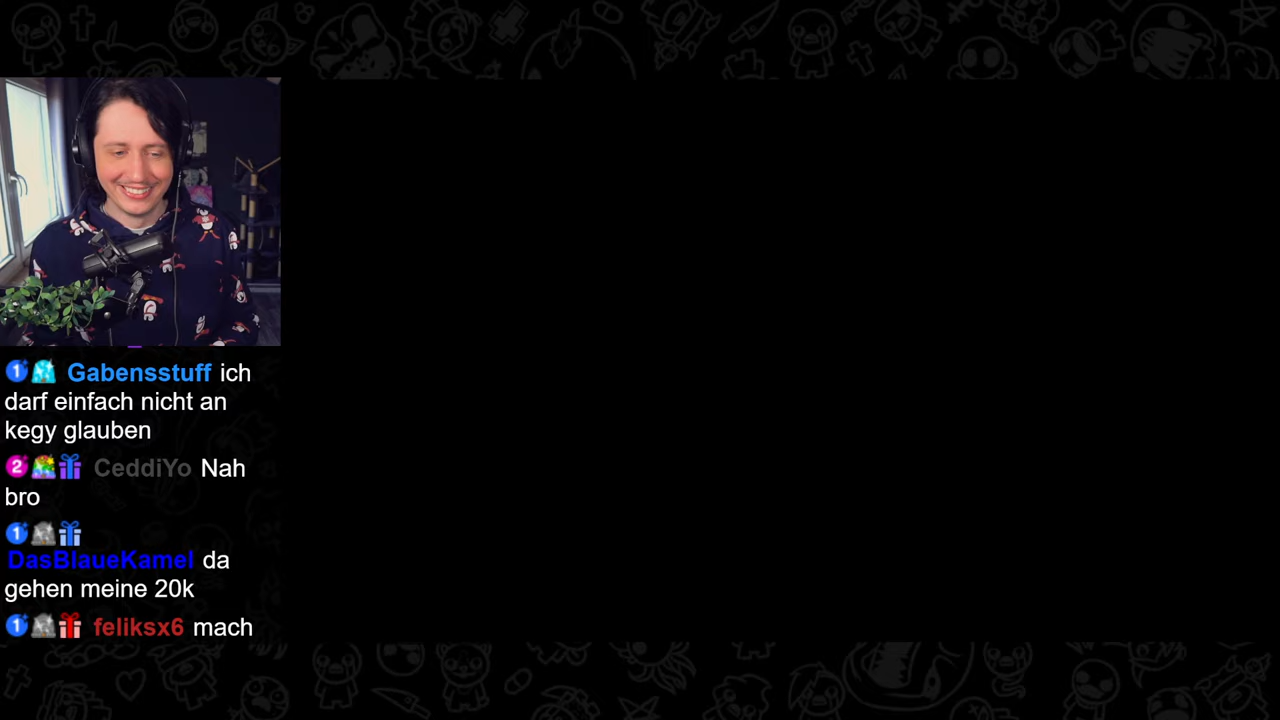 Gabensstuff ich
darf einfach nicht an
kegy glauben
CeddiYo Nah
bro
DasBlaueKamel da
gehen meine 20k
feliksx6 mach